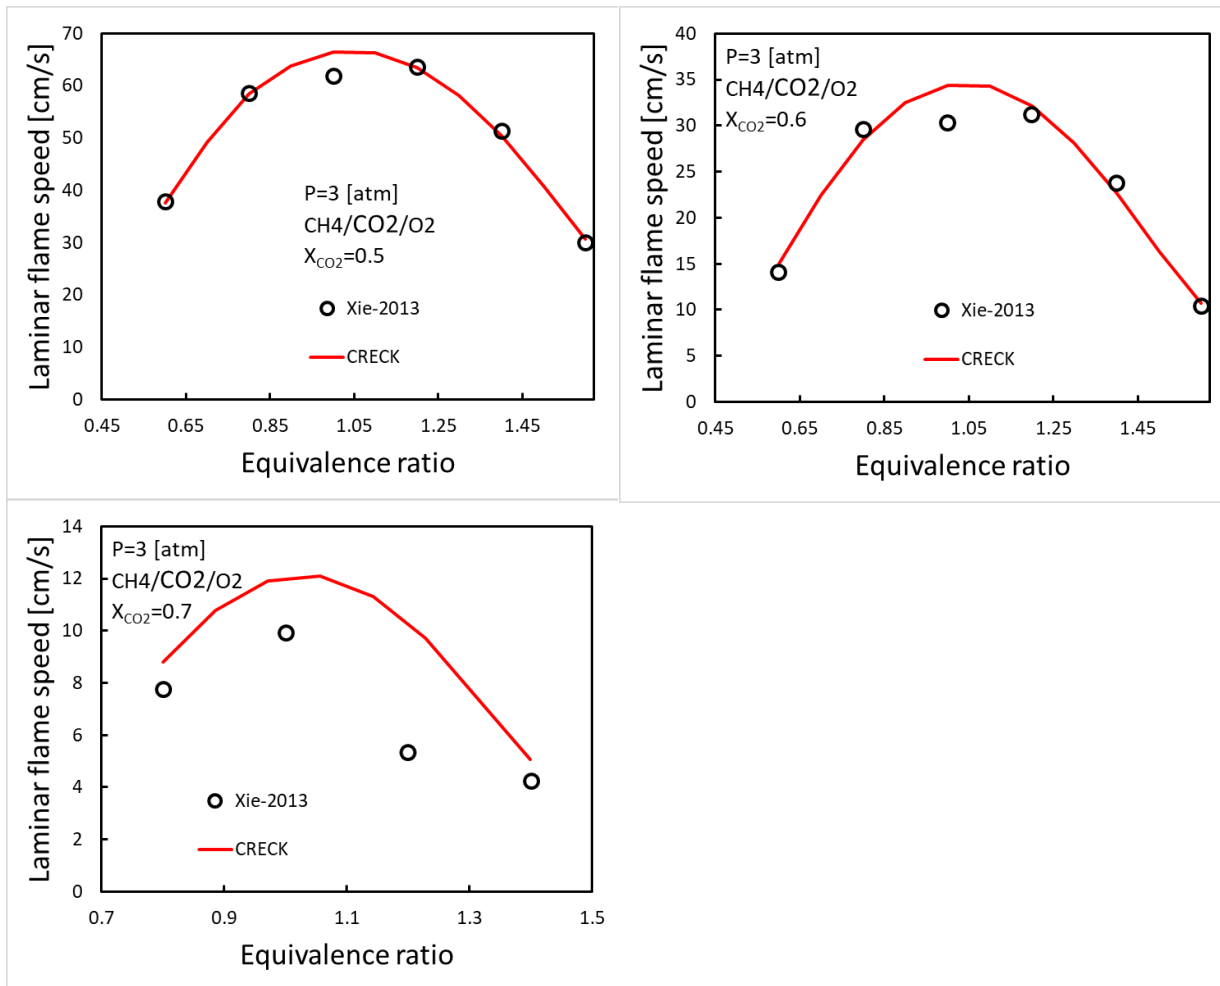 Laminar flame speed [cm/s]
70
60
50
40
30
20
10
0
P=3 [atm]
CH4/CO2/O2
XCO2=0.5
Xie-2013
CRECK
0.45 0.65 0.85 1.05 1.25 1.45
Equivalence ratio
Laminar flame speed [cm/s]
40
35
30
25
20
15
10
5
0
P=3 [atm]
CH4/CO2/O2
XCO2=0.6
Xie-2013
CRECK
0.45 0.65 0.85 1.05 1.25 1.45
Equivalence ratio
Laminar flame speed [cm/s]
14
12
10
8
6
4
2
0
P=3 [atm]
CH4/CO2/O2
XCO2=0.7
Xie-2013
CRECK
0.7 0.9 1.1 1.3 1.5
Equivalence ratio